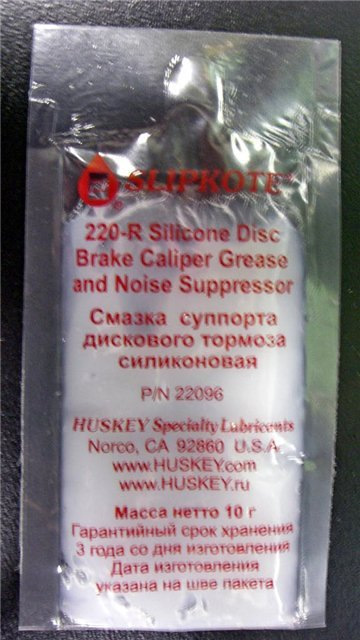 SLIPKOTE
®
220-R Silicone Disc
Brake Caliper Grease
and Noise Suppressor
Смазка суппорта
дискового тормоза
силиконовая
P/N 22096
HUSKEY Specialty Lubricants
Norco, CA 92860 U.S.A.
www.HUSKEY.com
www.HUSKEY.ru
Масса нетто 10 г
Гарантийный срок хранения
3 года со дня изготовления
Дата изготовления
указана на шве пакета